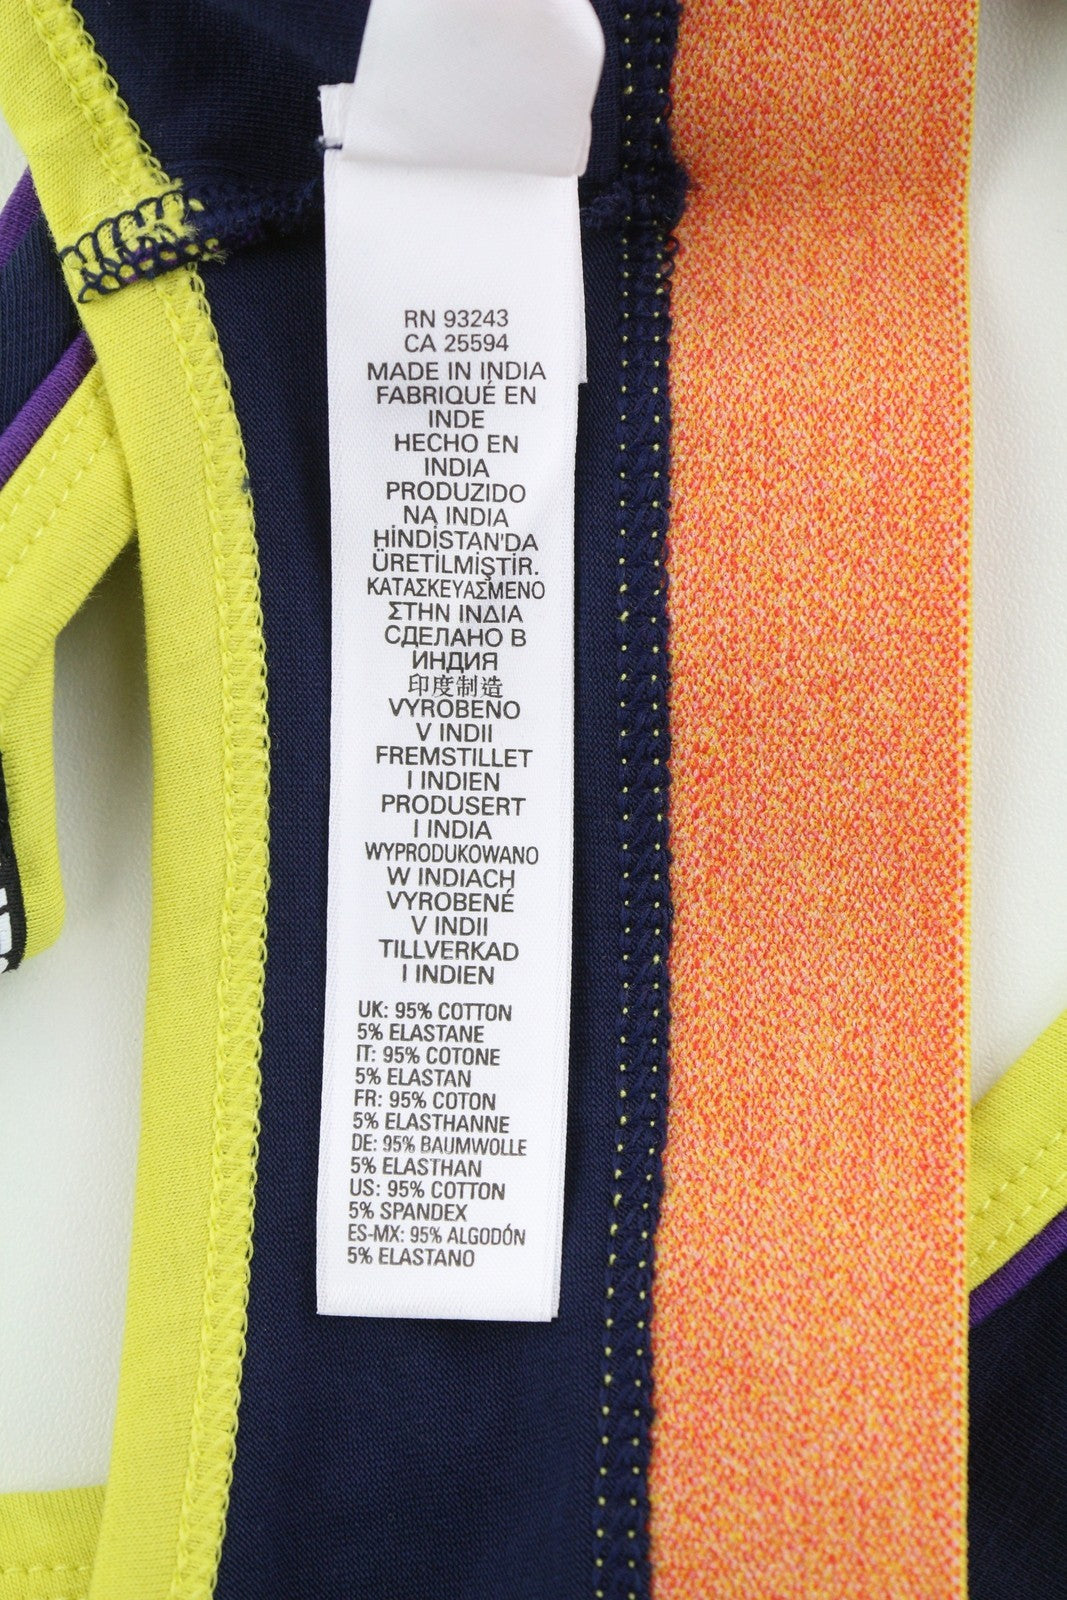 RN 93243
CA 25594
MADE IN INDIA
FABRIQUÉ EN
INDE
HECHO EN
INDIA
PRODUZIDO
NA INDIA
HİNDİSTAN'DA
ÜRETİLMİŞTİR.
ΚΑΤΑΣΚΕΥΑΣΜΕΝΟ
ΣΤΗΝ ΙΝΔΙΑ
СДЕЛАНО В
ИНДИЯ
印度制造
VYROBENO
V INDII
FREMSTILLET
I INDIEN
PRODUSERT
I INDIA
WYPRODUKOWANO
W INDIACH
VYROBENÉ
V INDII
TILLVERKAD
I INDIEN
UK: 95% COTTON
5% ELASTANE
IT: 95% COTONE
5% ELASTAN
FR: 95% COTON
5% ELASTHANNE
DE: 95% BAUMWOLLE
5% ELASTHAN
US: 95% COTTON
5% SPANDEX
ES-MX: 95% ALGODÓN
5% ELASTANO